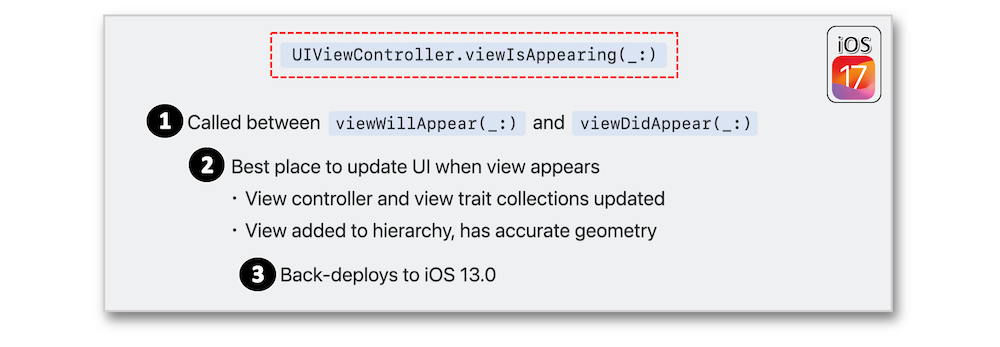 UIViewController.viewIsAppearing(_:)
iOS
17
1 Called between viewWillAppear(_:) and viewDidAppear(_:)
2 Best place to update UI when view appears
· View controller and view trait collections updated
· View added to hierarchy, has accurate geometry
3 Back-deploys to iOS 13.0